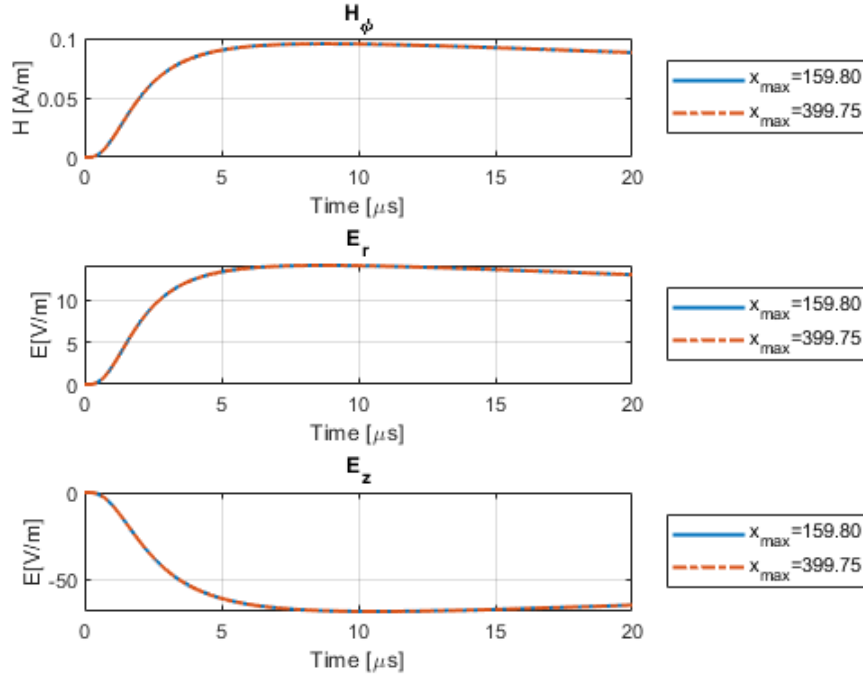 H_ϕ
H [A/m]
0.1
0.05
0
0 5 10 15 20
Time [μs]
x_max=159.80
x_max=399.75
E_r
E[V/m]
10
5
0
0 5 10 15 20
Time [μs]
x_max=159.80
x_max=399.75
E_z
E[V/m]
0
-50
0 5 10 15 20
Time [μs]
x_max=159.80
x_max=399.75